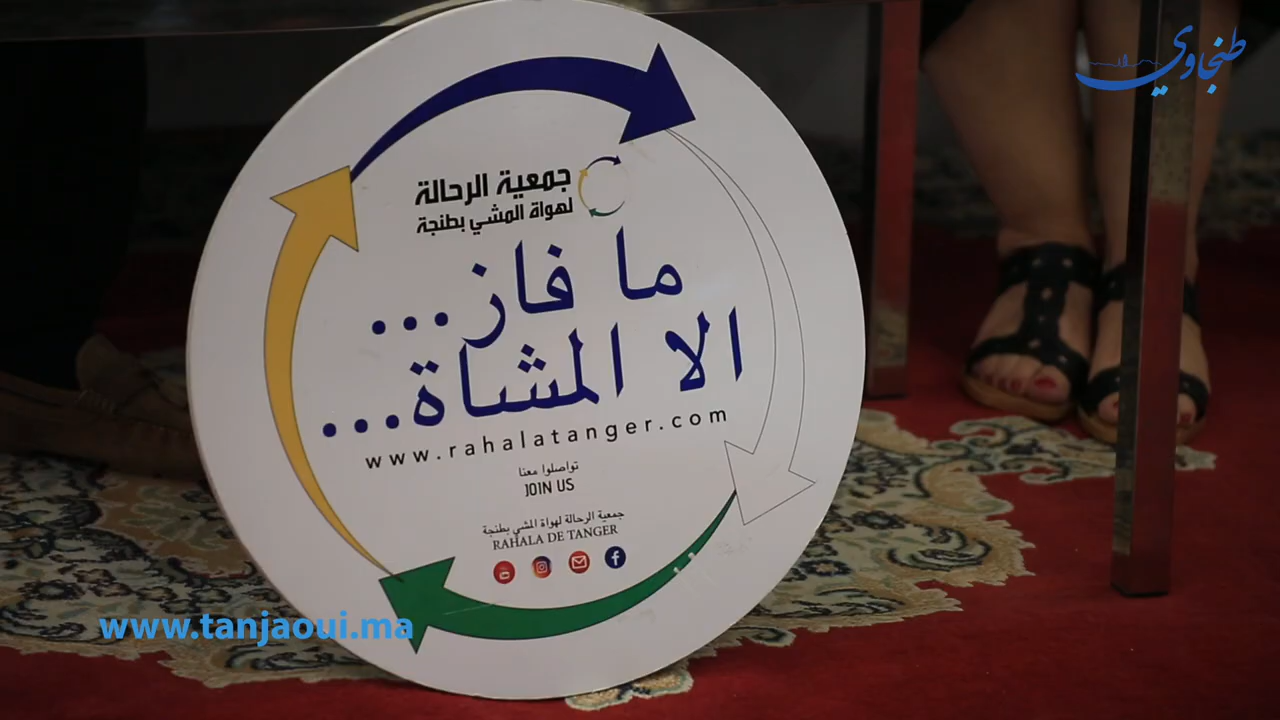 طنجاوي
جمعية الرحالة
لهواة المشي بطنجة
ما فاز...
الا المشاة...
www.rahalatanger.com
تواصلوا معنا
JOIN US
جمعية الرحالة لهواة المشي بطنجة
RAHALA DE TANGER
www.tanjaoui.ma